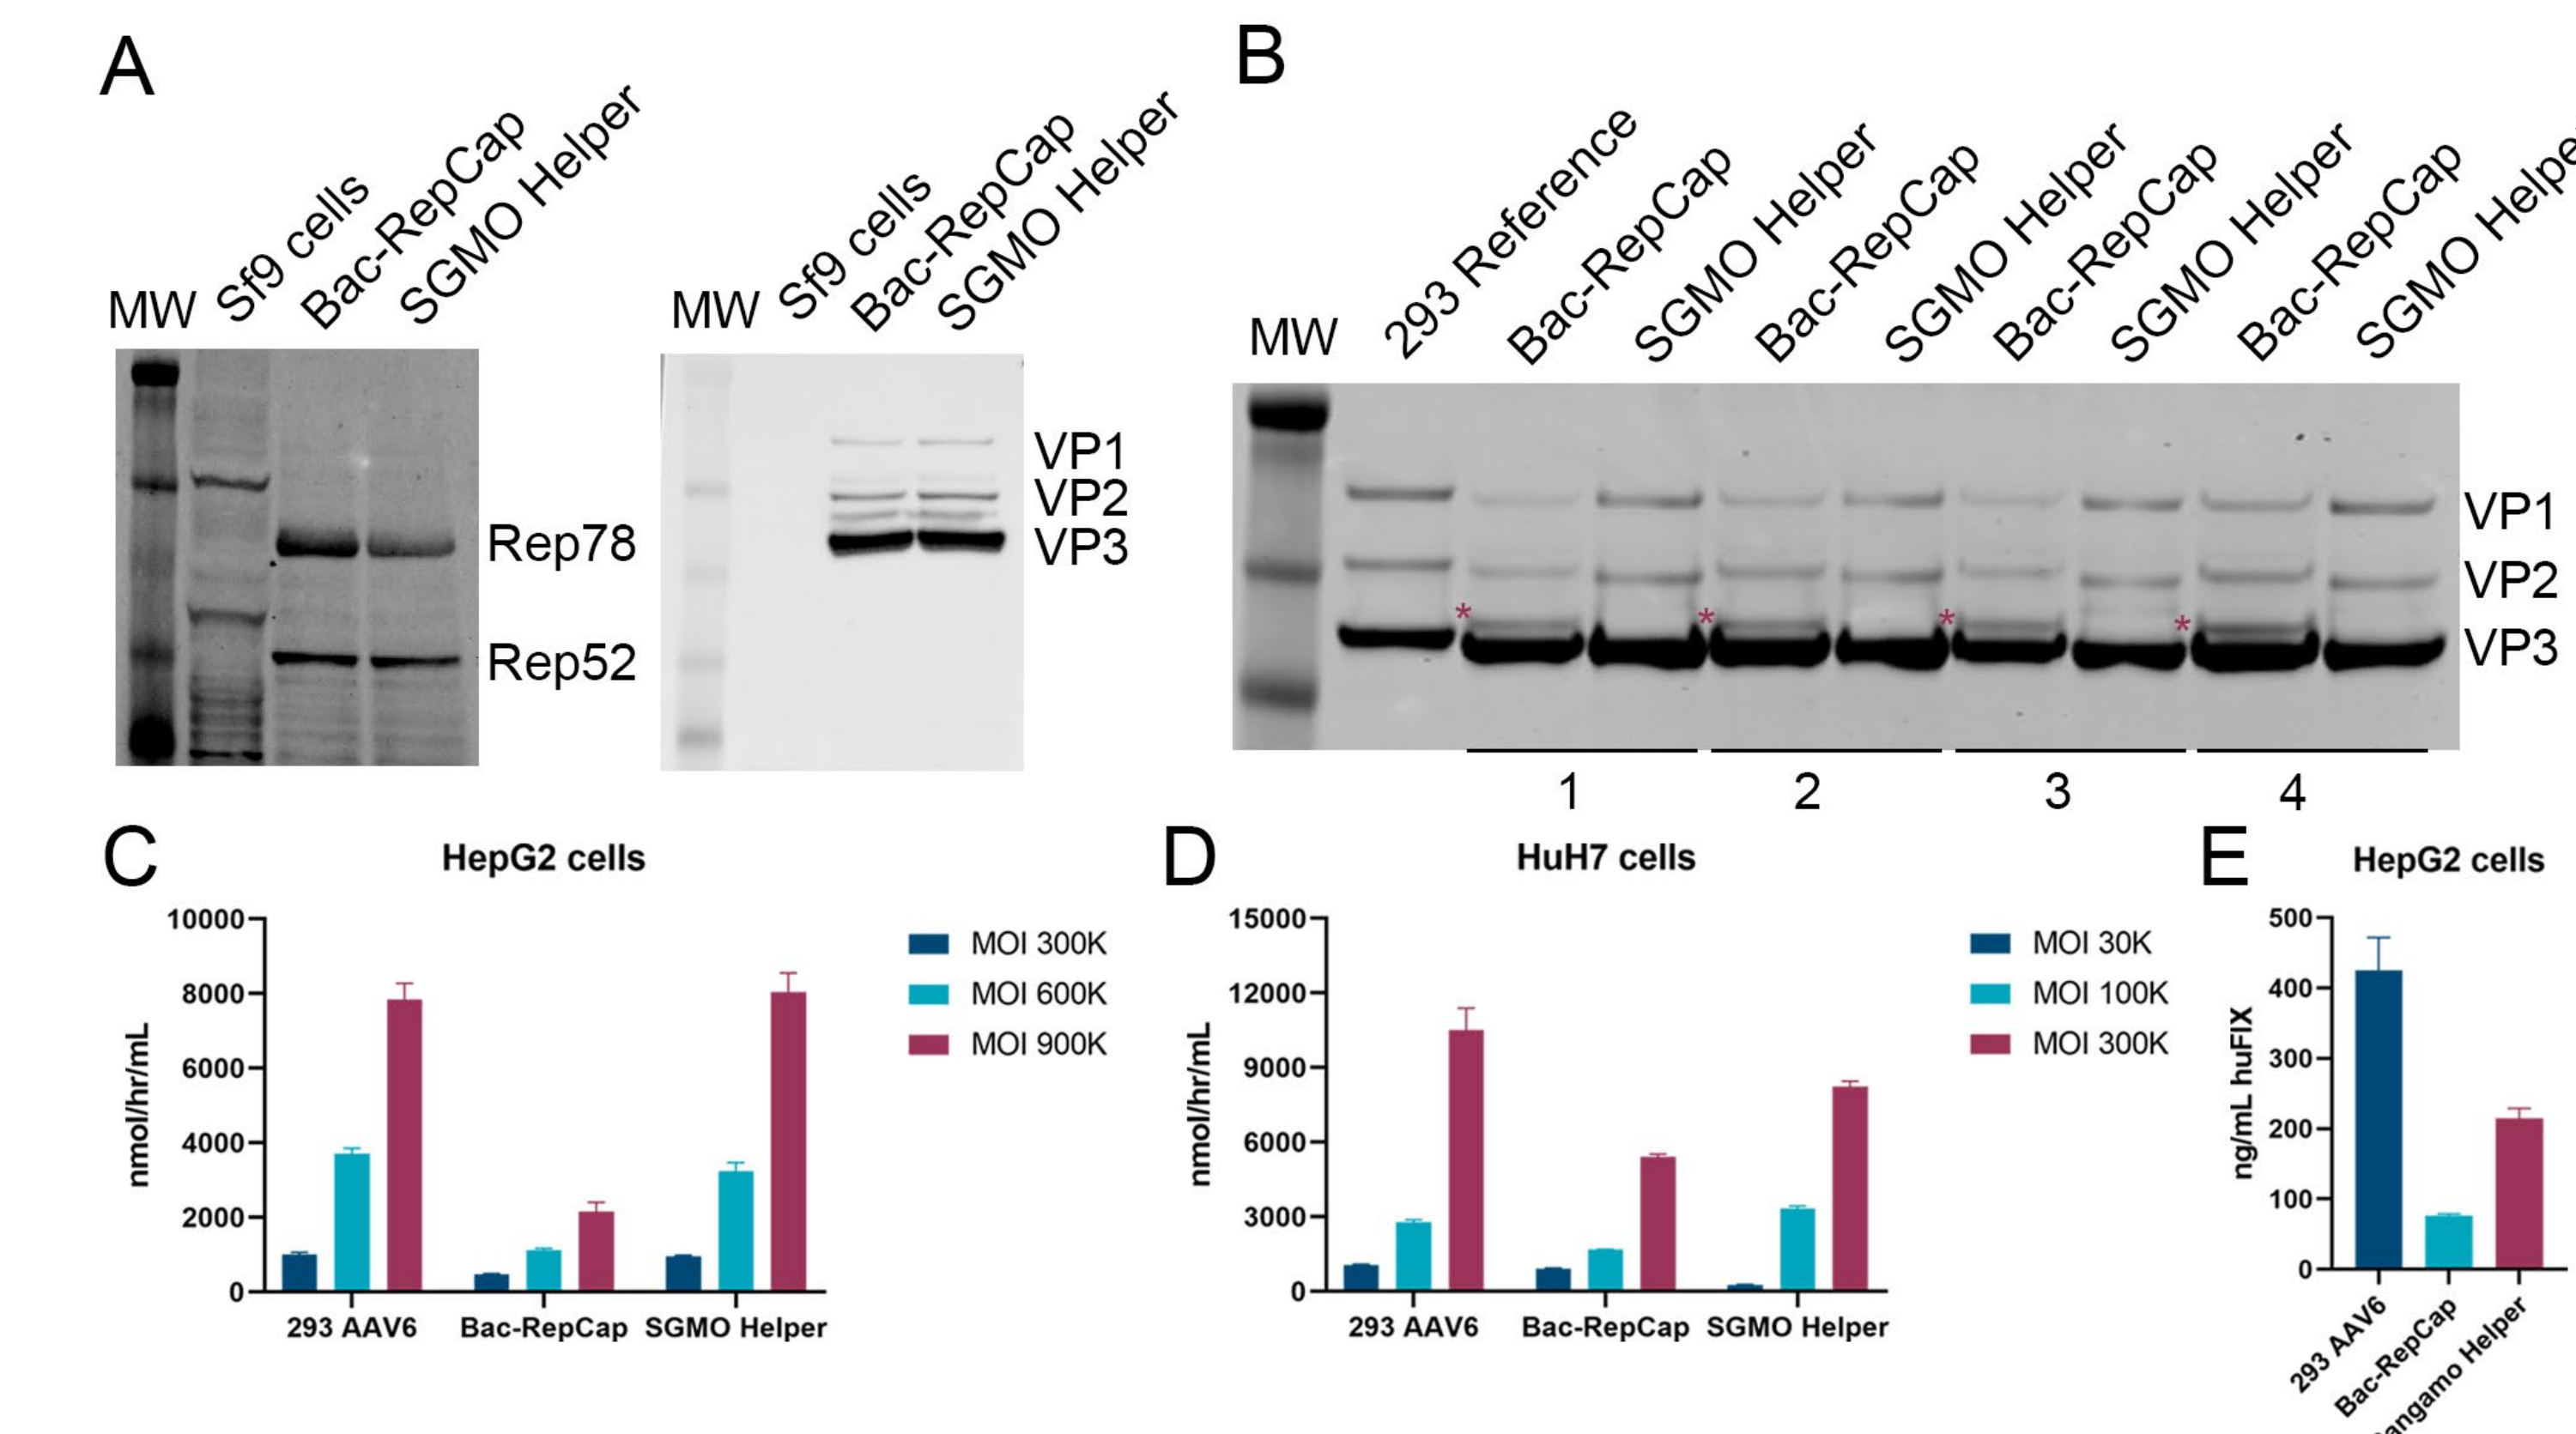 A
MW
Sf9 cells
Bac-RepCap
SGMO Helper
Rep78
Rep52
MW
Sf9 cells
Bac-RepCap
SGMO Helper
VP1
VP2
VP3
B
MW
293 Reference
Bac-RepCap
SGMO Helper
Bac-RepCap
SGMO Helper
Bac-RepCap
SGMO Helper
Bac-RepCap
SGMO Helpe
* * * *
VP1
VP2
VP3
1 2 3 4
C
HepG2 cells
nmol/hr/mL
10000
8000
6000
4000
2000
0
293 AAV6 Bac-RepCap SGMO Helper
MOI 300K
MOI 600K
MOI 900K
D
HuH7 cells
nmol/hr/mL
15000
12000
9000
6000
3000
0
293 AAV6 Bac-RepCap SGMO Helper
MOI 30K
MOI 100K
MOI 300K
E
HepG2 cells
ng/mL huFIX
500
400
300
200
100
0
293 AAV6
Bac-RepCap
angamo Helper